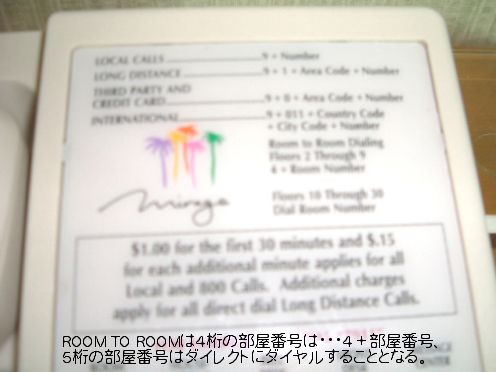 LOCAL CALLS 9 + Number
LONG DISTANCE 9 + 1 + Area Code + Number
THIRD PARTY AND
CREDIT CARD 9 + 0 + Area Code + Number
INTERNATIONAL 9 + 011 + Country Code
+ City Code + Number
Room to Room Dialing
Floors 2 Through 9
4 + Room Number
mirage
Floors 10 Through 30
Dial Room Number
$1.00 for the first 30 minutes and $.15
for each additional minute applies for all
Local and 800 Calls. Additional charges
apply for all direct dial Long Distance Calls.
ROOM TO ROOMは4桁の部屋番号は・・・4＋部屋番号、
5桁の部屋番号はダイレクトにダイヤルすることとなる。